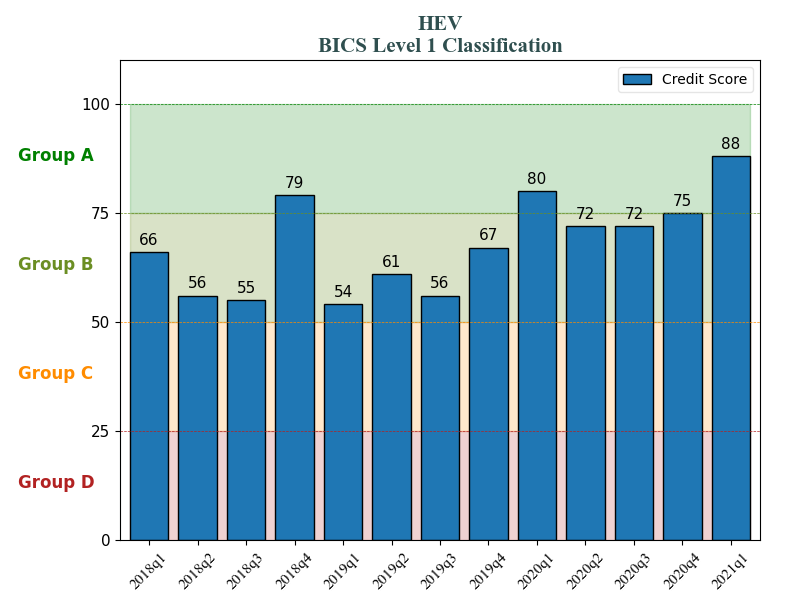 HEV
BICS Level 1 Classification
Credit Score
100
75
50
25
0
Group A
Group B
Group C
Group D
66
56
55
79
54
61
56
67
80
72
72
75
88
2018q1
2018q2
2018q3
2018q4
2019q1
2019q2
2019q3
2019q4
2020q1
2020q2
2020q3
2020q4
2021q1